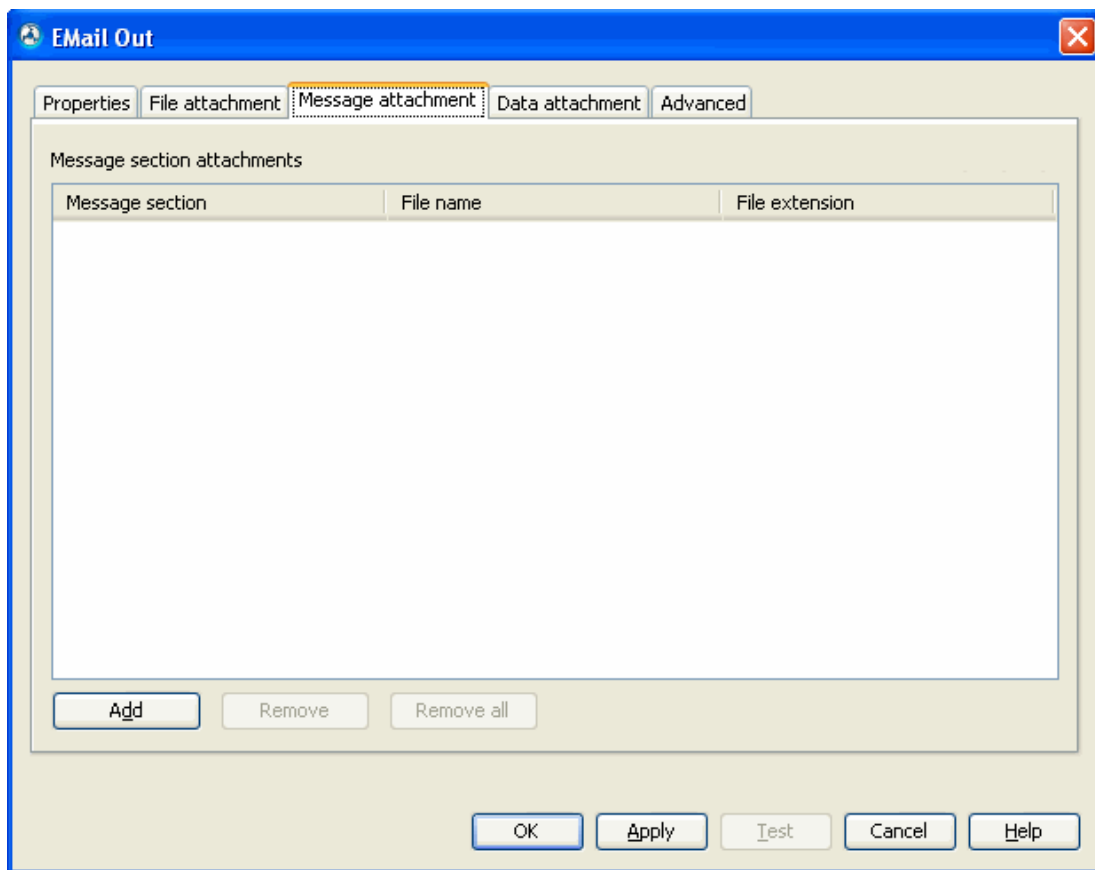 EMail Out
Properties File attachment Message attachment Data attachment Advanced
Message section attachments
Message section File name File extension
Add Remove Remove all
OK Apply Test Cancel Help